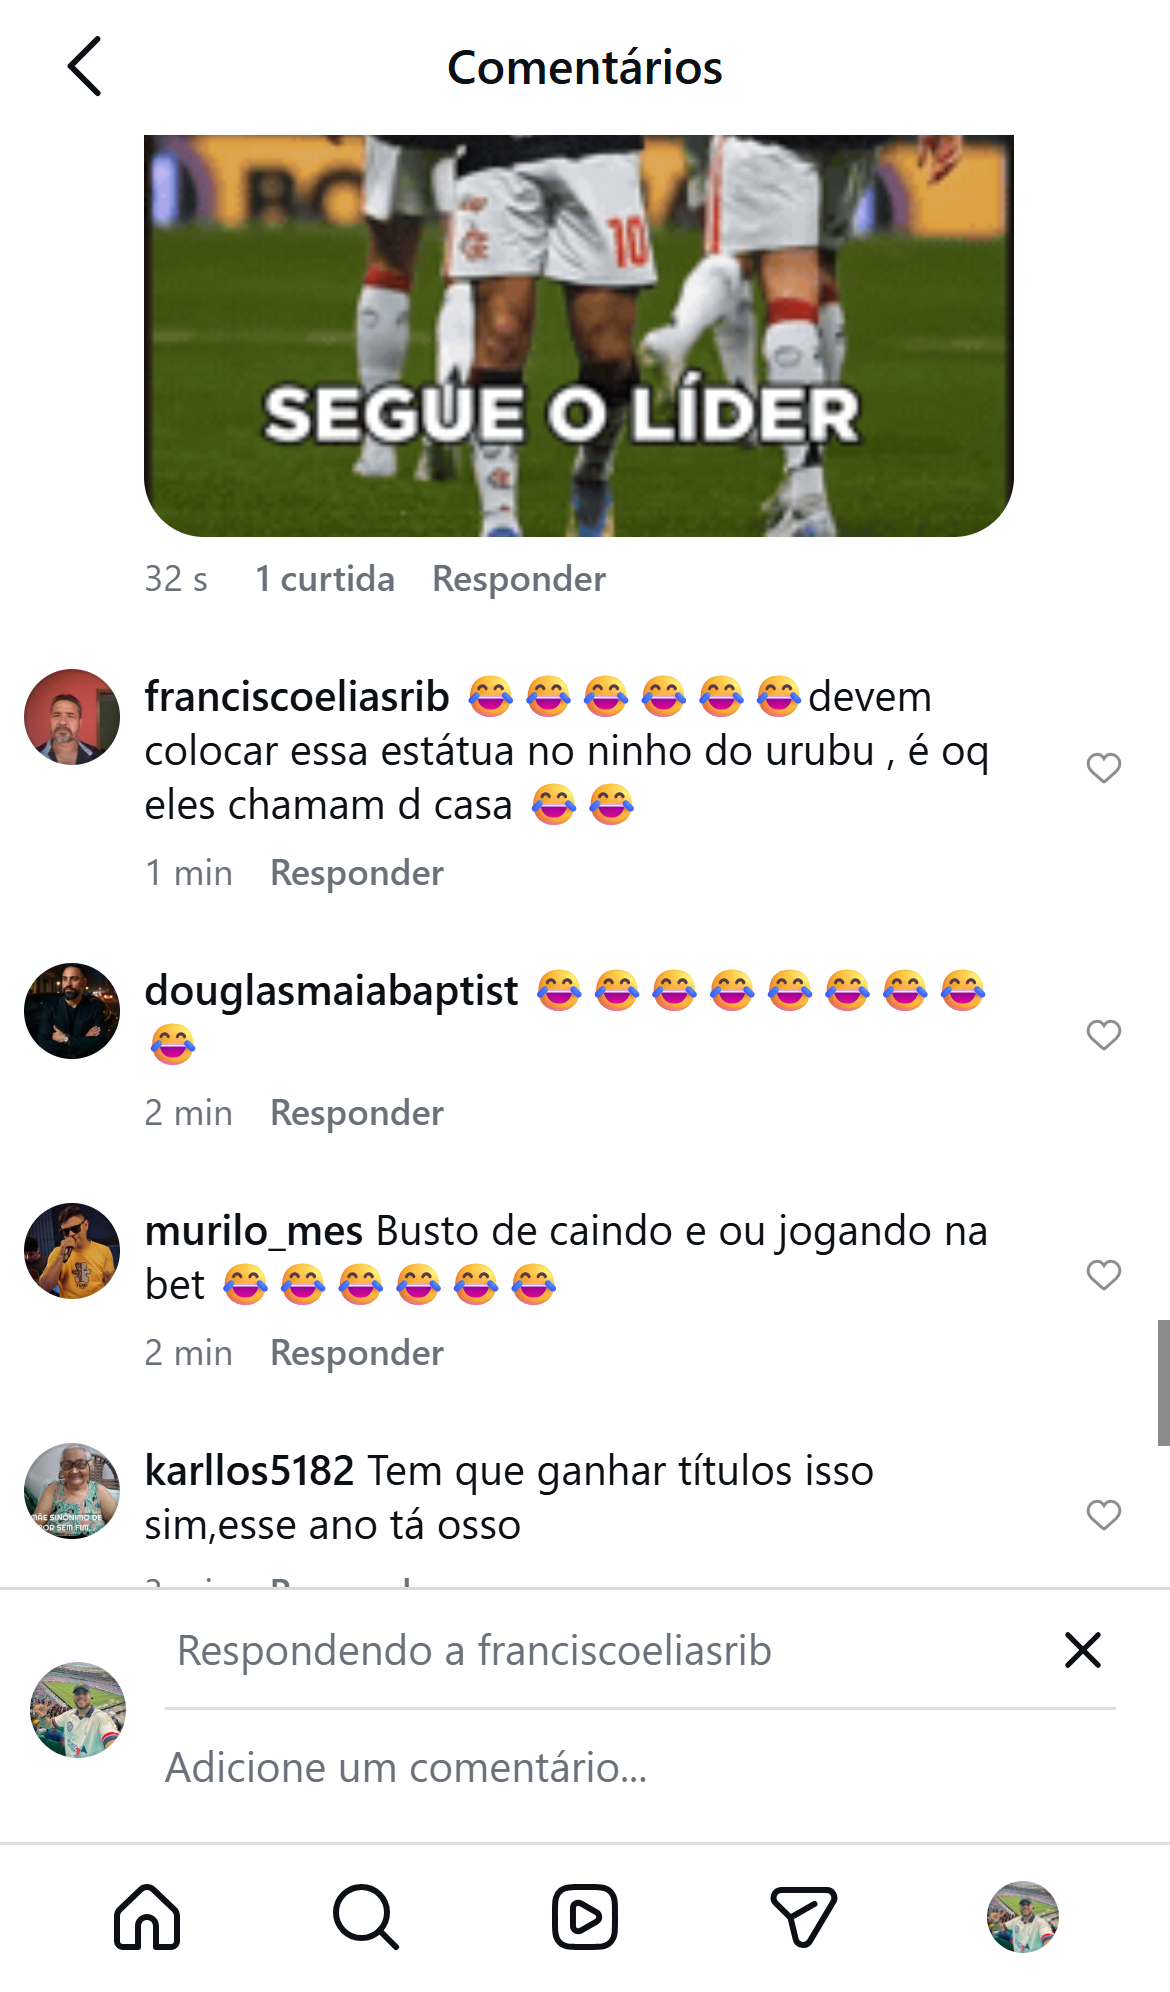 Comentários
10
SEGUE O LÍDER
32 s 1 curtida Responder
franciscoeliasrib 😂😂😂😂😂😂devem
colocar essa estátua no ninho do urubu , é oq
eles chamam d casa 😂😂
1 min Responder
douglasmaiabaptist 😂😂😂😂😂😂😂😂
😂
2 min Responder
murilo_mes Busto de caindo e ou jogando na
bet 😂😂😂😂😂😂
2 min Responder
karllos5182 Tem que ganhar títulos isso
sim,esse ano tá osso
Respondendo a franciscoeliasrib
Adicione um comentário...